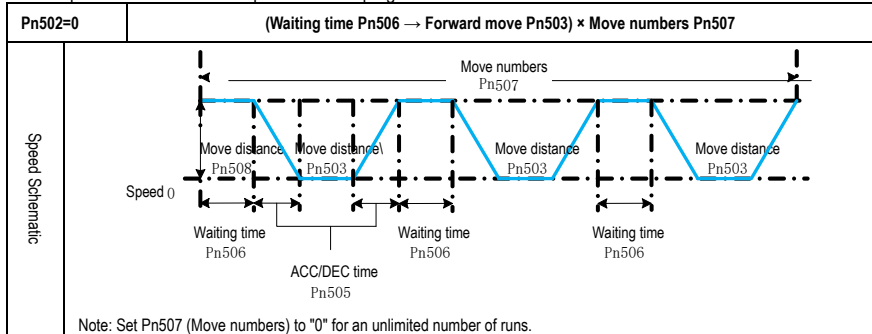 Pn502=0
(Waiting time Pn506 → Forward move Pn503) × Move numbers Pn507
Speed Schematic
Move numbers
Pn507
Move distance Move distance\ Move distance Move distance
Pn508 Pn503 Pn503 Pn503
Speed 0
Waiting time Waiting time Waiting time
Pn506 Pn506 Pn506
ACC/DEC time
Pn505
Note: Set Pn507 (Move numbers) to "0" for an unlimited number of runs.